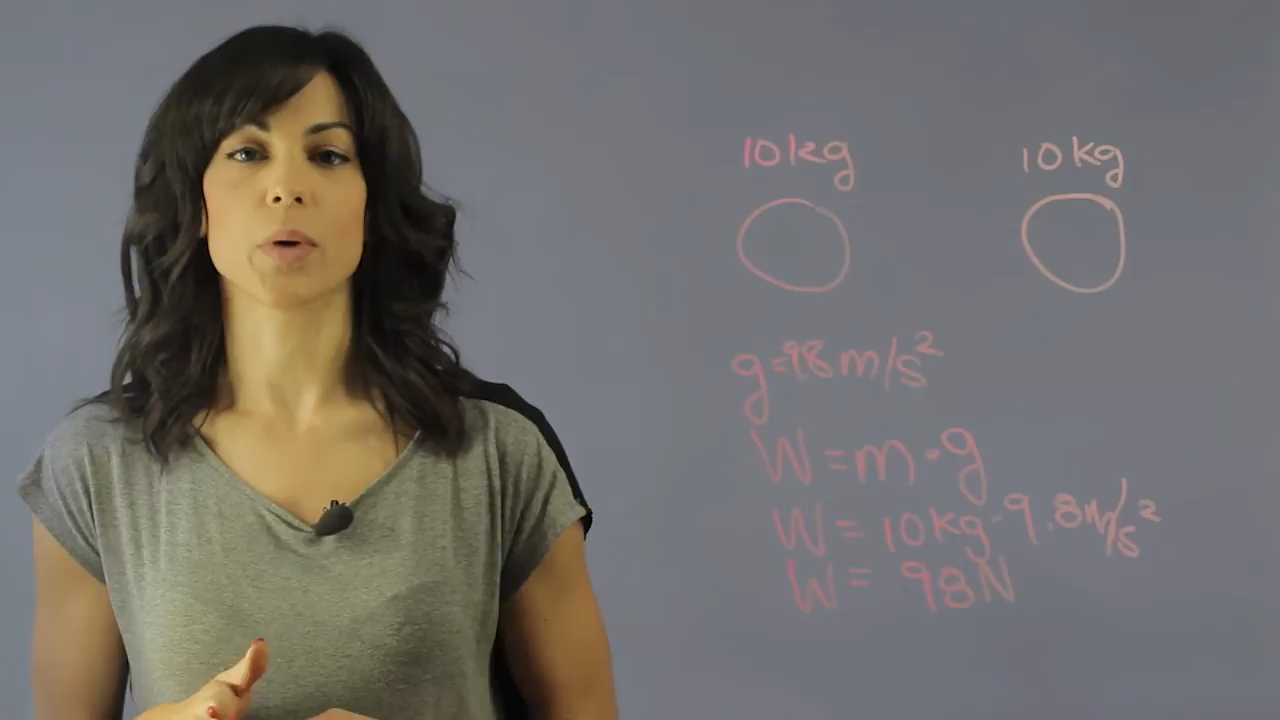 10kg 10kg
g=98m/s²
W=m·g
W=10kg·9.8m/s²
W=98N